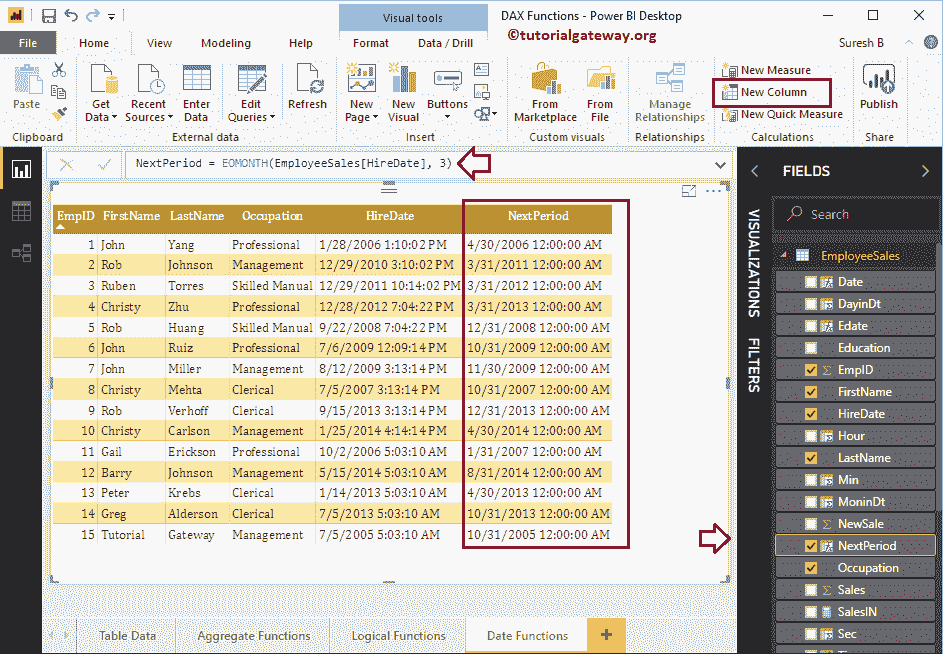 DAX Functions - Power BI Desktop
Visual tools
©tutorialgateway.org
File Home View Modeling Help Format Data / Drill Suresh B
Paste
Get Data
Recent Sources
Enter Data
Edit Queries
Refresh
New Page
New Visual
Buttons
From Marketplace
From File
Manage Relationships
New Measure
New Column
New Quick Measure
Publish
Clipboard External data Insert Custom visuals Relationships Calculations Share
NextPeriod = EOMONTH(EmployeeSales[HireDate], 3)
EmpID FirstName LastName Occupation HireDate NextPeriod
1 John Yang Professional 1/28/2006 1:10:02 PM 4/30/2006 12:00:00 AM
2 Rob Johnson Management 12/29/2010 3:10:02 PM 3/31/2011 12:00:00 AM
3 Ruben Torres Skilled Manual 12/29/2011 10:14:02 PM 3/31/2012 12:00:00 AM
4 Christy Zhu Professional 12/28/2012 7:04:22 PM 3/31/2013 12:00:00 AM
5 Rob Huang Skilled Manual 9/22/2008 7:04:22 PM 12/31/2008 12:00:00 AM
6 John Ruiz Professional 7/6/2009 12:09:14 PM 10/31/2009 12:00:00 AM
7 John Miller Management 8/12/2009 3:13:14 PM 11/30/2009 12:00:00 AM
8 Christy Mehta Clerical 7/5/2007 3:13:14 PM 10/31/2007 12:00:00 AM
9 Rob Verhoff Clerical 9/15/2013 3:13:14 PM 12/31/2013 12:00:00 AM
10 Christy Carlson Management 1/25/2014 4:14:14 PM 4/30/2014 12:00:00 AM
11 Gail Erickson Professional 10/2/2006 5:03:10 AM 1/31/2007 12:00:00 AM
12 Barry Johnson Management 5/15/2014 5:03:10 AM 8/31/2014 12:00:00 AM
13 Peter Krebs Clerical 1/14/2013 5:03:10 AM 4/30/2013 12:00:00 AM
14 Greg Alderson Clerical 7/5/2013 5:03:10 AM 10/31/2013 12:00:00 AM
15 Tutorial Gateway Management 7/5/2005 5:03:10 AM 10/31/2005 12:00:00 AM
VISUALIZATIONS
FILTERS
FIELDS
Search
EmployeeSales
Date
DayinDt
Edate
Education
EmpID
FirstName
HireDate
Hour
LastName
Min
MoninDt
NewSale
NextPeriod
Occupation
Sales
SalesIN
Sec
Table Data Aggregate Functions Logical Functions Date Functions +